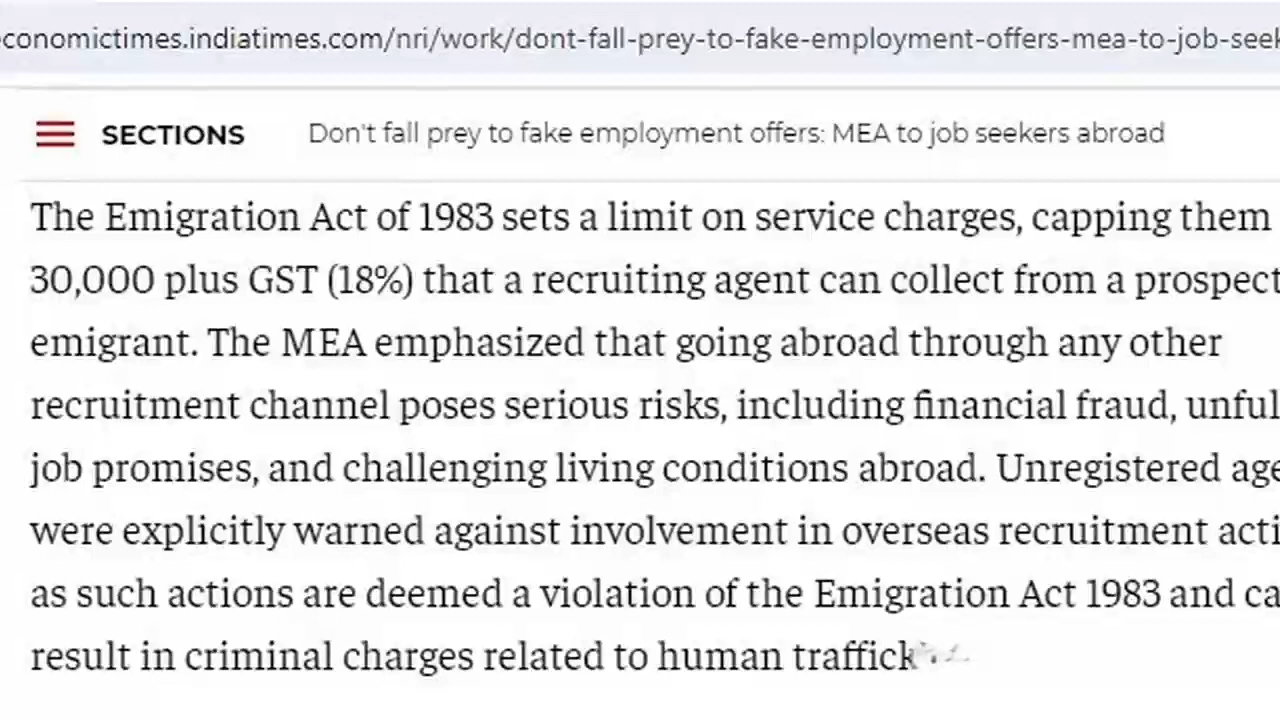 conomictimes.indiatimes.com/nri/work/dont-fall-prey-to-fake-employment-offers-mea-to-job-seek
SECTIONS Don't fall prey to fake employment offers: MEA to job seekers abroad
The Emigration Act of 1983 sets a limit on service charges, capping them
30,000 plus GST (18%) that a recruiting agent can collect from a prospect
emigrant. The MEA emphasized that going abroad through any other
recruitment channel poses serious risks, including financial fraud, unful
job promises, and challenging living conditions abroad. Unregistered age
were explicitly warned against involvement in overseas recruitment acti
as such actions are deemed a violation of the Emigration Act 1983 and ca
result in criminal charges related to human traffick